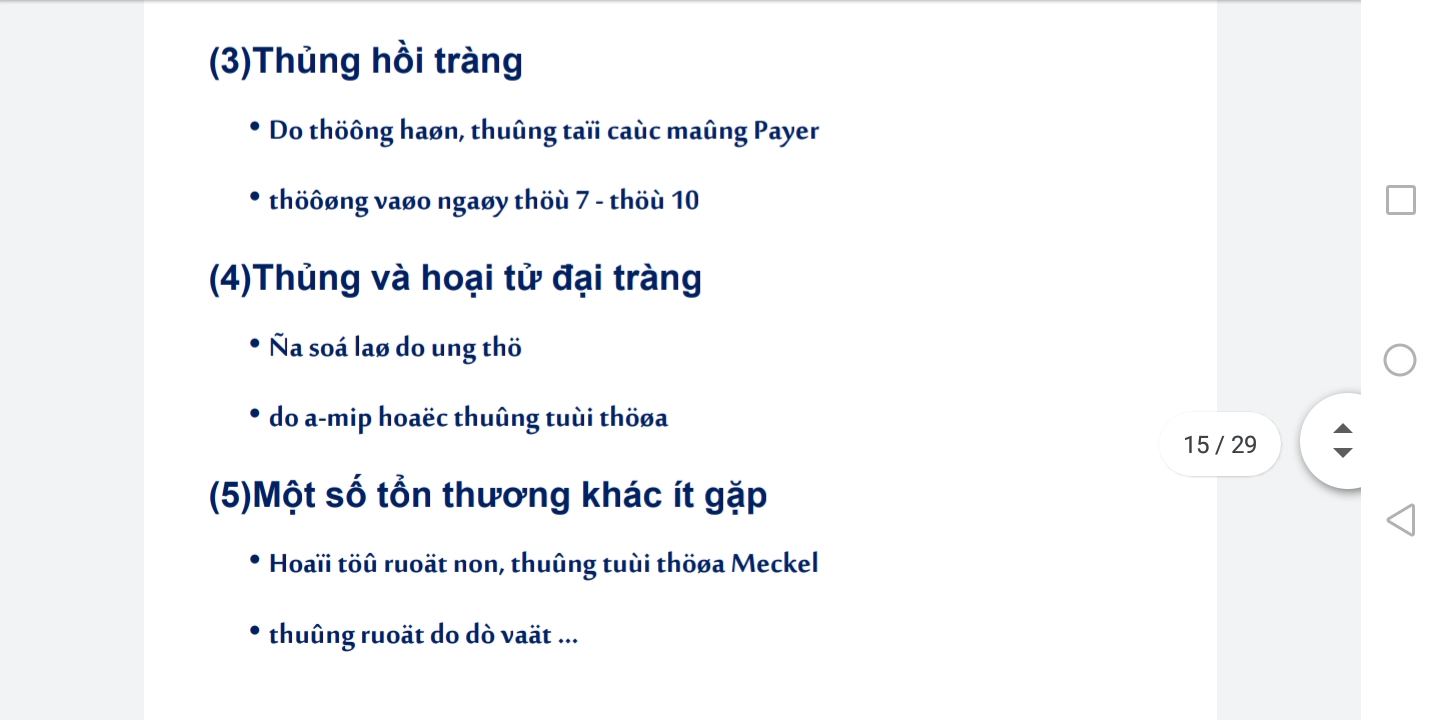 (3)Thủng hồi tràng
• Do thöông haøn, thuûng taïi caùc maûng Payer
• thöôøng vaøo ngaøy thöù 7 - thöù 10
(4)Thủng và hoại tử đại tràng
• Ña soá laø do ung thö
• do a-mip hoaëc thuûng tuùi thöøa
15 / 29
(5)Một số tổn thương khác ít gặp
• Hoaïi töû ruoät non, thuûng tuùi thöøa Meckel
• thuûng ruoät do dò vaät ...